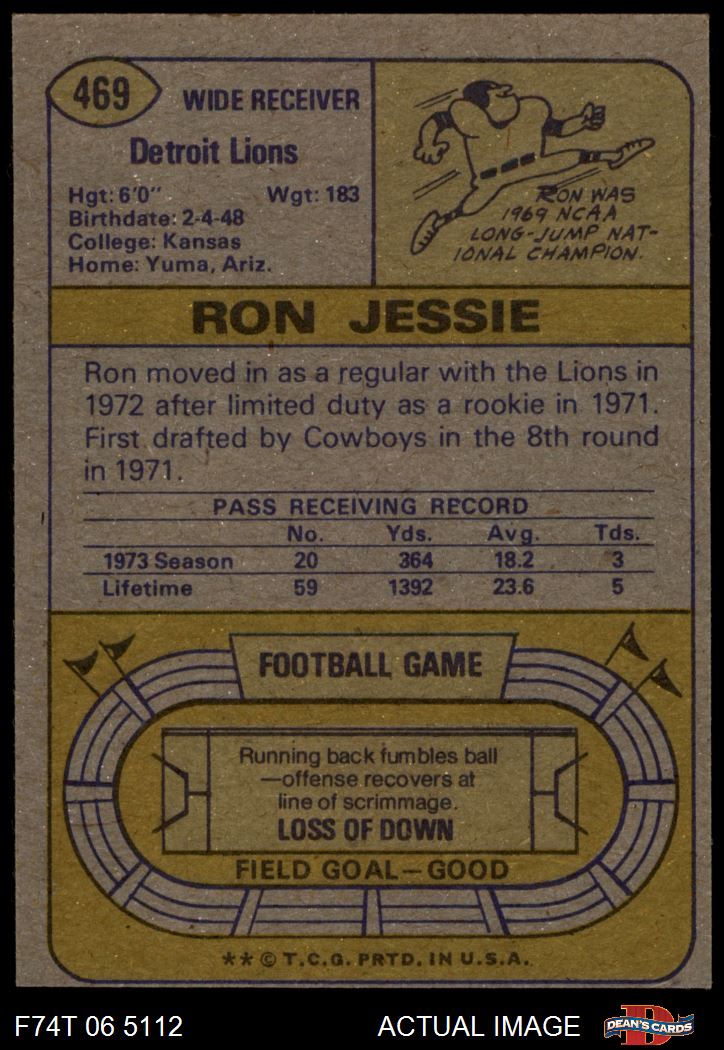 469
WIDE RECEIVER
Detroit Lions
Hgt: 6'0" Wgt: 183
Birthdate: 2-4-48
College: Kansas
Home: Yuma, Ariz.
RON WAS
1969 NCAA
LONG-JUMP NAT-
IONAL CHAMPION.
RON JESSIE
Ron moved in as a regular with the Lions in
1972 after limited duty as a rookie in 1971.
First drafted by Cowboys in the 8th round
in 1971.
PASS RECEIVING RECORD
No. Yds. Avg. Tds.
1973 Season 20 364 18.2 3
Lifetime 59 1392 23.6 5
FOOTBALL GAME
Running back fumbles ball
—offense recovers at
line of scrimmage.
LOSS OF DOWN
FIELD GOAL—GOOD
** © T.C.G. PRTD. IN U.S.A.
F74T 06 5112 ACTUAL IMAGE
D
DEAN'S CARDS